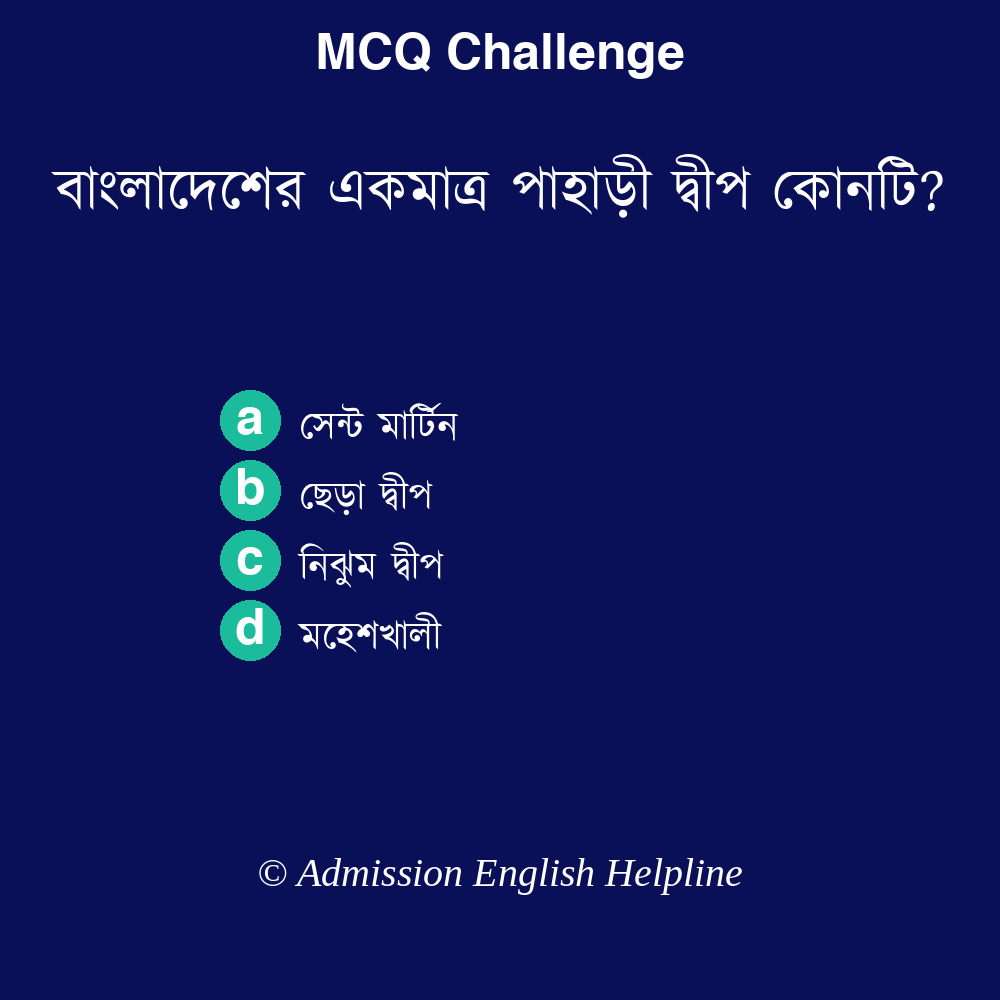 MCQ Challenge
বাংলাদেশের একমাত্র পাহাড়ী দ্বীপ কোনটি?
a সেন্ট মার্টিন
b ছেড়া দ্বীপ
c নিঝুম দ্বীপ
d মহেশখালী
© Admission English Helpline